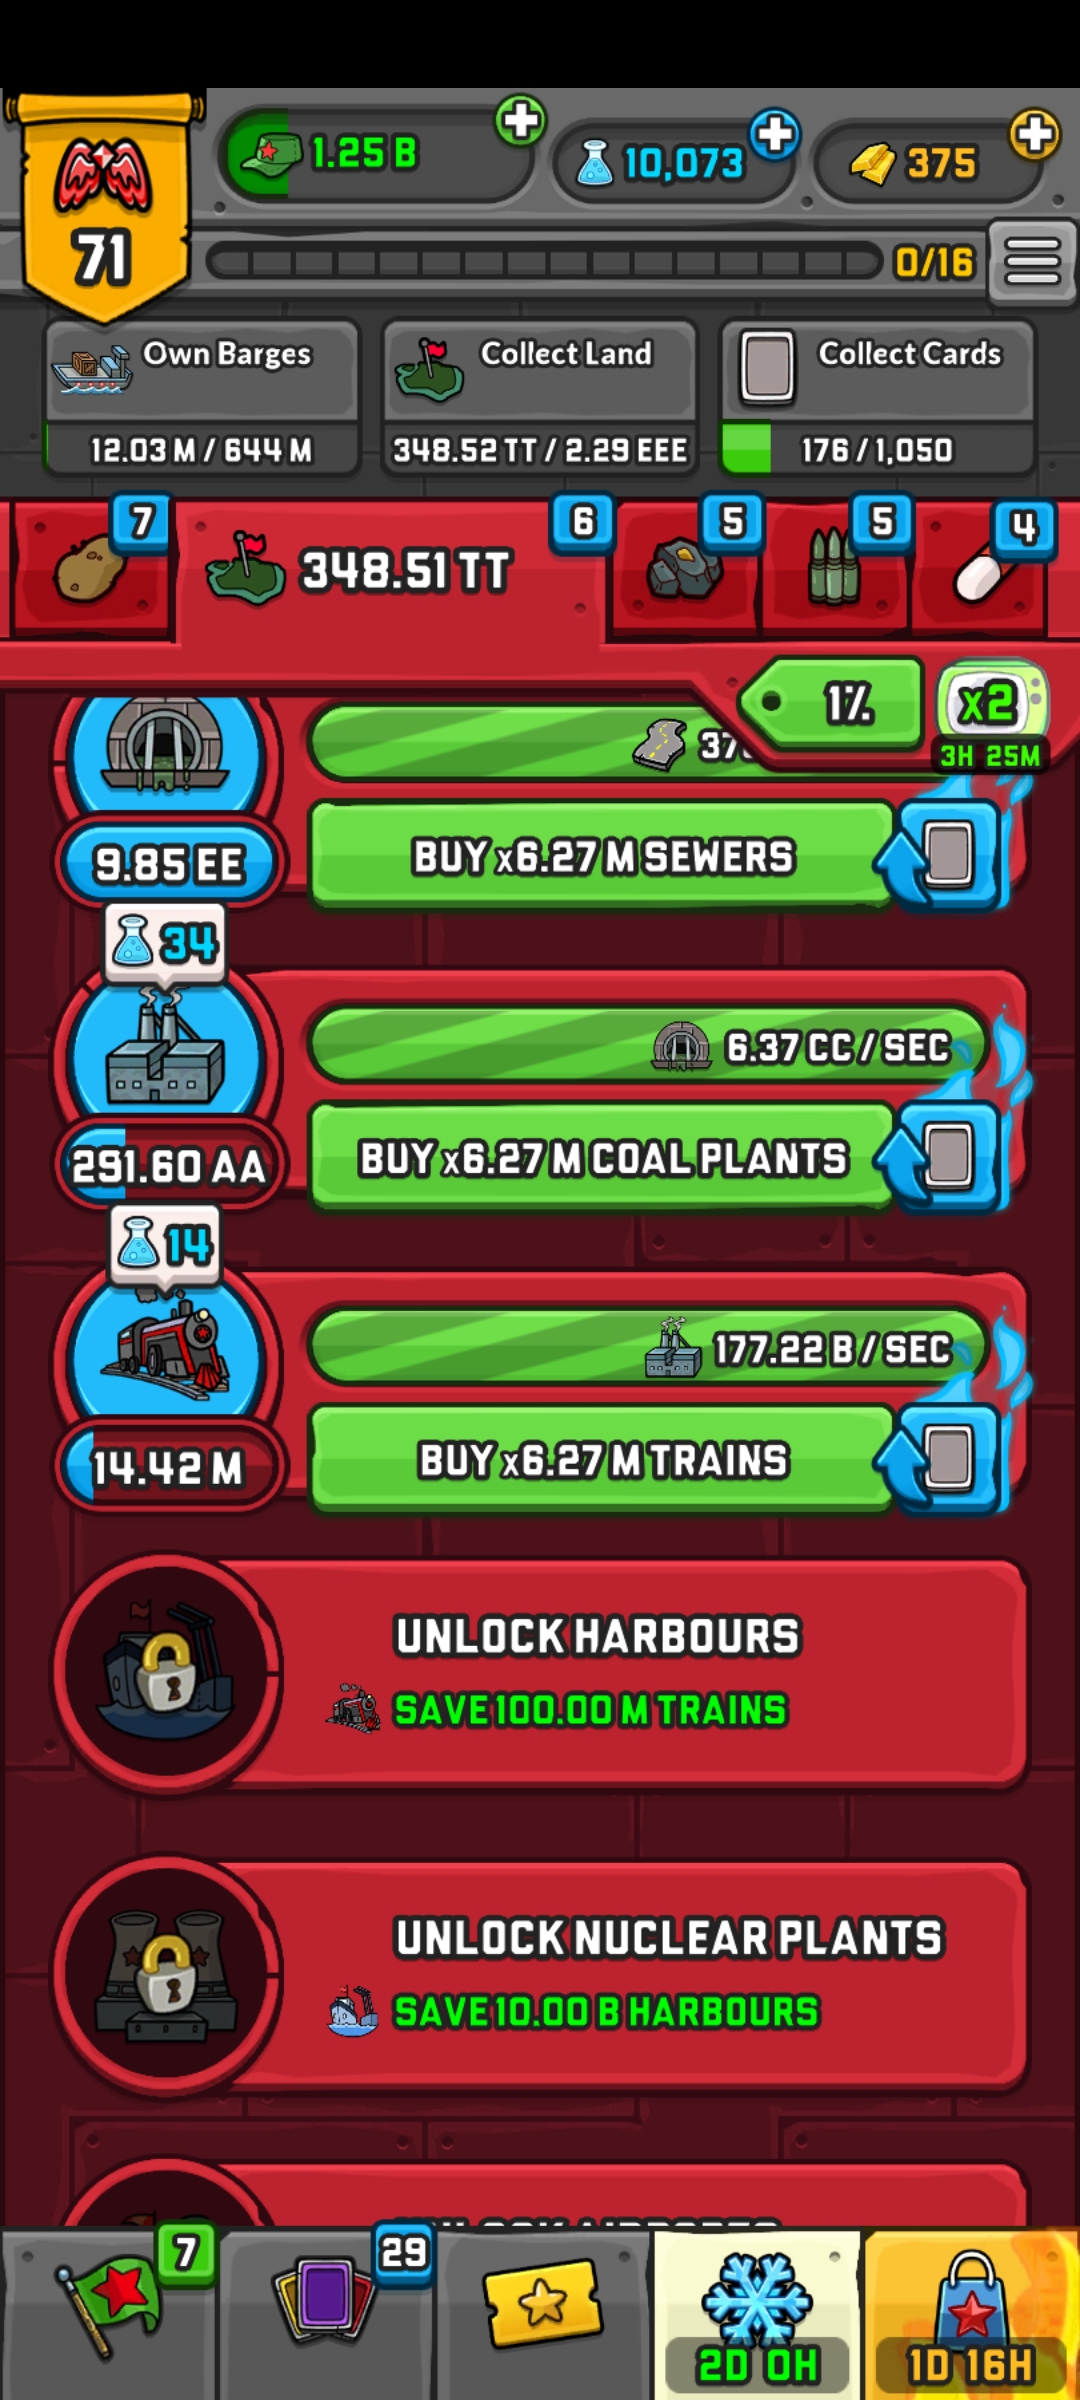 71
1.25 B
10,073
375
0/16
Own Barges
12.03 M / 644 M
Collect Land
348.52 TT / 2.29 EEE
Collect Cards
176 / 1,050
7
348.51 TT
6
5
5
4
1%
x2
3H 25M
9.85 EE
BUY x6.27 M SEWERS
34
6.37 CC / SEC
291.60 AA
BUY x6.27 M COAL PLANTS
14
177.22 B / SEC
14.42 M
BUY x6.27 M TRAINS
UNLOCK HARBOURS
SAVE 100.00 M TRAINS
UNLOCK NUCLEAR PLANTS
SAVE 10.00 B HARBOURS
7
29
2D 0H
1D 16H